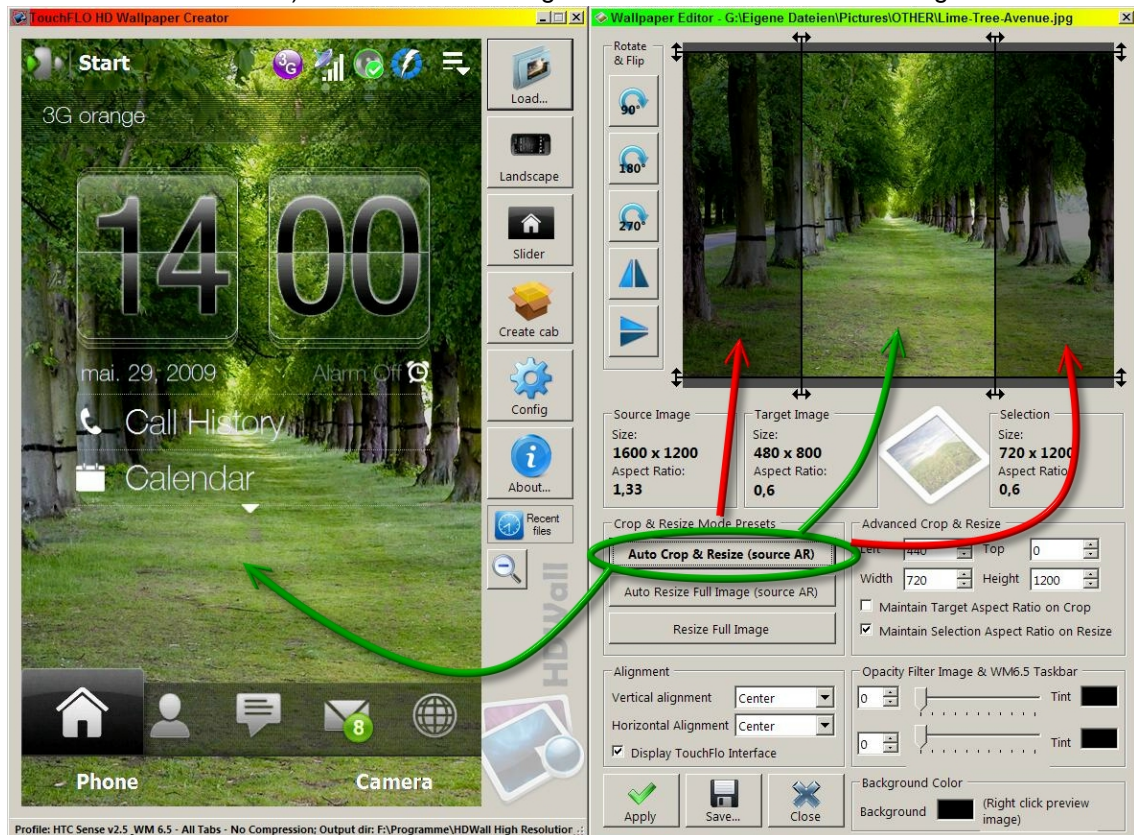 TouchFLO HD Wallpaper Creator
Start
3G
3G orange
14 00
mai. 29, 2009
Alarm Off
Call History
Calendar
8
Phone
Camera
Load...
Landscape
Slider
Create cab
Config
About...
Recent
files
HDWall
Profile: HTC Sense v2.5_WM 6.5 - All Tabs - No Compression; Output dir: F:\Programme\HDWall High Resolution
Wallpaper Editor - G:\Eigene Dateien\Pictures\OTHER\Lime-Tree-Avenue.jpg
Rotate
& Flip
90°
180°
270°
Source Image
Size:
1600 x 1200
Aspect Ratio:
1,33
Target Image
Size:
480 x 800
Aspect Ratio:
0,6
Selection
Size:
720 x 1200
Aspect Ratio
0,6
Crop & Resize Mode Presets
Auto Crop & Resize (source AR)
Auto Resize Full Image (source AR)
Resize Full Image
Advanced Crop & Resize
Left 440 Top 0
Width 720 Height 1200
Maintain Target Aspect Ratio on Crop
Maintain Selection Aspect Ratio on Resize
Alignment
Vertical alignment Center
Horizontal Alignment Center
Display TouchFlo Interface
Opacity Filter Image & WM6.5 Taskbar
0 Tint
0 Tint
Apply
Save...
Close
Background Color
Background (Right click preview
image)